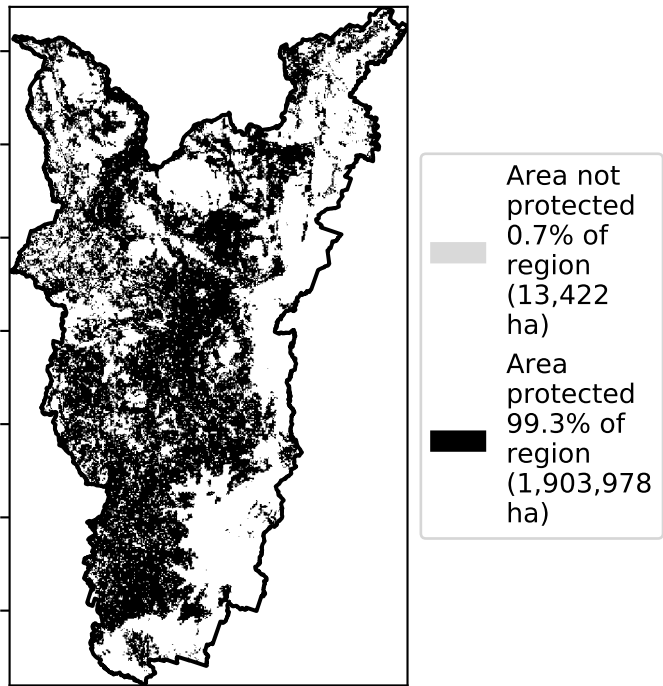 Area not
protected
0.7% of
region
(13,422
ha)
Area
protected
99.3% of
region
(1,903,978
ha)